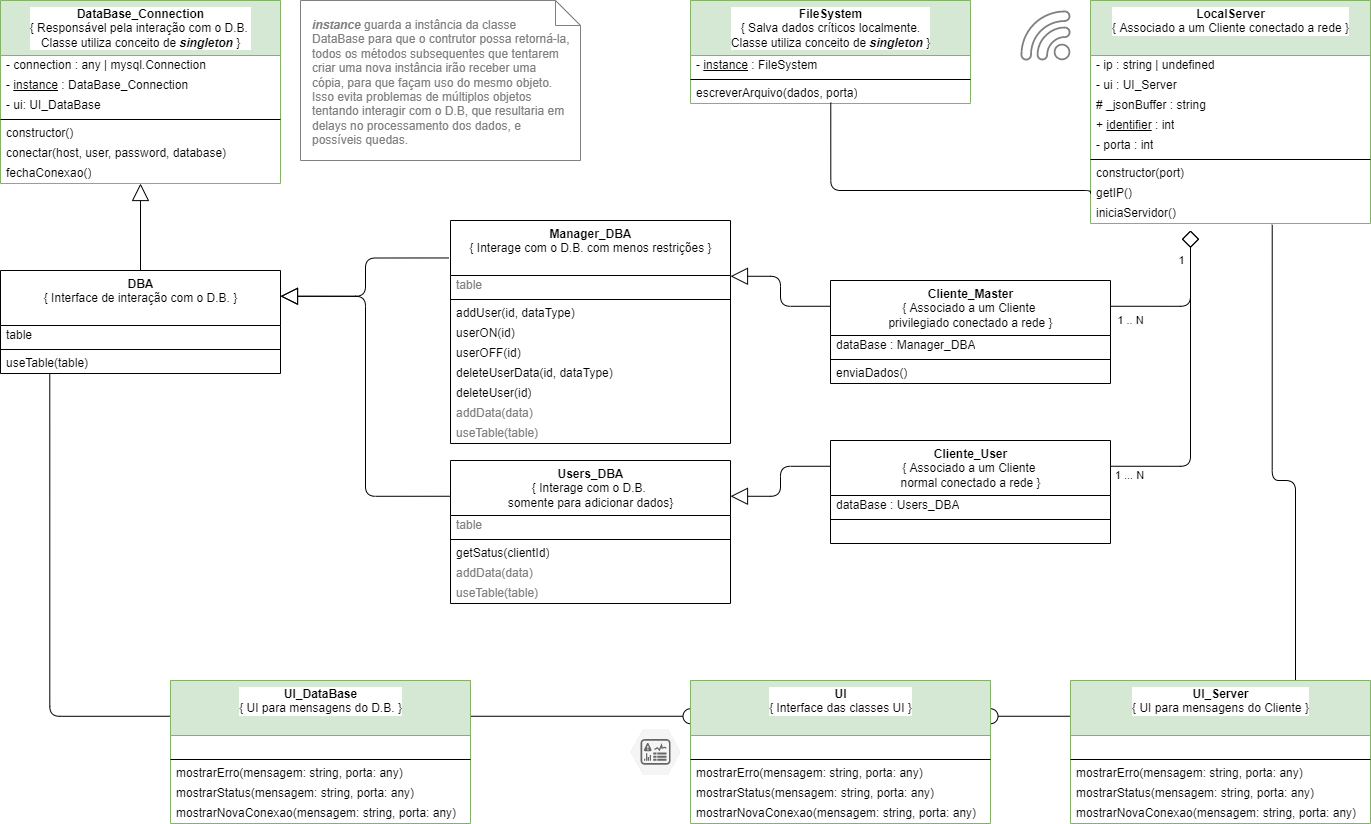 DataBase_Connection
{ Responsável pela interação com o D.B.
Classe utiliza conceito de singleton }
- connection : any | mysql.Connection
- instance : DataBase_Connection
- ui: UI_DataBase
constructor()
conectar(host, user, password, database)
fechaConexao()
instance guarda a instância da classe
DataBase para que o contrutor possa retorná-la,
todos os métodos subsequentes que tentarem
criar uma nova instância irão receber uma
cópia, para que façam uso do mesmo objeto.
Isso evita problemas de múltiplos objetos
tentando interagir com o D.B, que resultaria em
delays no processamento dos dados, e
possíveis quedas.
FileSystem
{ Salva dados críticos localmente.
Classe utiliza conceito de singleton }
- instance : FileSystem
escreverArquivo(dados, porta)
LocalServer
{ Associado a um Cliente conectado a rede }
- ip : string | undefined
- ui : UI_Server
# _jsonBuffer : string
+ identifier : int
- porta : int
constructor(port)
getIP()
iniciaServidor()
DBA
{ Interface de interação com o D.B. }
table
useTable(table)
Manager_DBA
{ Interage com o D.B. com menos restrições }
table
addUser(id, dataType)
userON(id)
userOFF(id)
deleteUserData(id, dataType)
deleteUser(id)
addData(data)
useTable(table)
1
Cliente_Master
{ Associado a um Cliente
privilegiado conectado a rede }
dataBase : Manager_DBA
enviaDados()
1 .. N
Users_DBA
{ Interage com o D.B.
somente para adicionar dados}
table
getSatus(clientId)
addData(data)
useTable(table)
Cliente_User
{ Associado a um Cliente
normal conectado a rede }
dataBase : Users_DBA
1 ... N
UI_DataBase
{ UI para mensagens do D.B. }
mostrarErro(mensagem: string, porta: any)
mostrarStatus(mensagem: string, porta: any)
mostrarNovaConexao(mensagem: string, porta: any)
UI
{ Interface das classes UI }
mostrarErro(mensagem: string, porta: any)
mostrarStatus(mensagem: string, porta: any)
mostrarNovaConexao(mensagem: string, porta: any)
UI_Server
{ UI para mensagens do Cliente }
mostrarErro(mensagem: string, porta: any)
mostrarStatus(mensagem: string, porta: any)
mostrarNovaConexao(mensagem: string, porta: any)